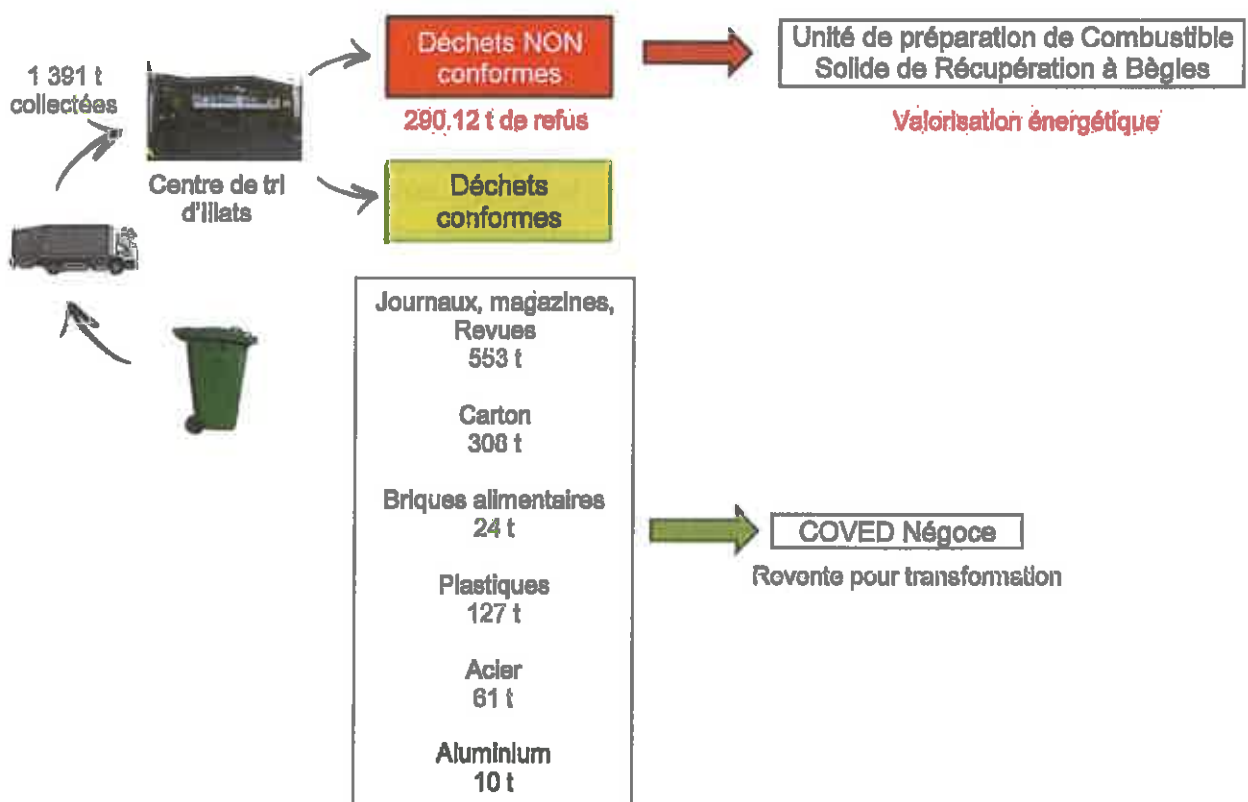 1 391 t
collectées
Centre de tri
d'Illats
Déchets NON
conformes
290.12 t de refus
Unité de préparation de Combustible
Solide de Récupération à Bègles
Valorisation énergétique
Déchets
conformes
Journaux, magazines,
Revues
553 t
Carton
308 t
Briques alimentaires
24 t
Plastiques
127 t
Acier
61 t
Aluminium
10 t
COVED Négoce
Revente pour transformation